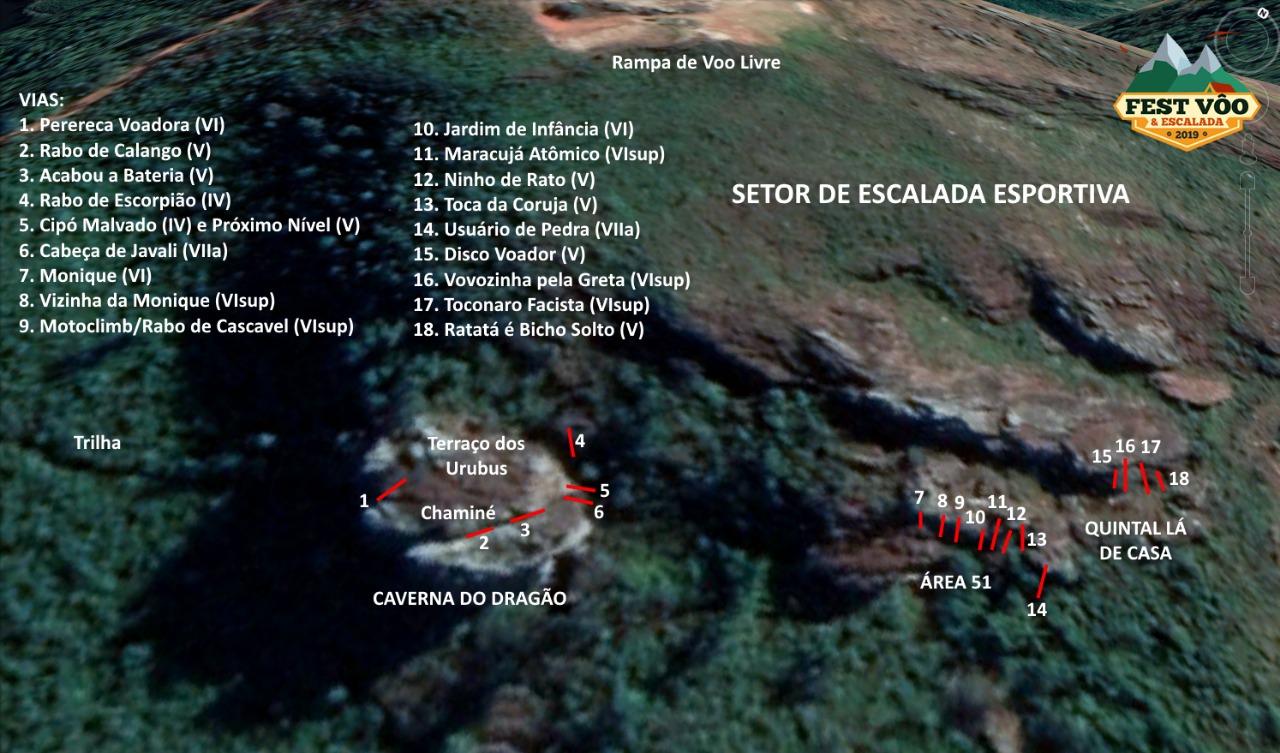 Rampa de Voo Livre
N
FEST VÔO
& ESCALADA
• 2019 •
VIAS:
1. Perereca Voadora (VI)
2. Rabo de Calango (V)
3. Acabou a Bateria (V)
4. Rabo de Escorpião (IV)
5. Cipó Malvado (IV) e Próximo Nível (V)
6. Cabeça de Javali (VIIa)
7. Monique (VI)
8. Vizinha da Monique (VIsup)
9. Motoclimb/Rabo de Cascavel (VIsup)
10. Jardim de Infância (VI)
11. Maracujá Atômico (VIsup)
12. Ninho de Rato (V)
13. Toca da Coruja (V)
14. Usuário de Pedra (VIIa)
15. Disco Voador (V)
16. Vovozinha pela Greta (VIsup)
17. Toconaro Facista (VIsup)
18. Ratatá é Bicho Solto (V)
SETOR DE ESCALADA ESPORTIVA
Trilha
Terraço dos
Urubus
Chaminé
1
2
3
4
5
6
CAVERNA DO DRAGÃO
7
8
9
10
11
12
13
14
ÁREA 51
15
16
17
18
QUINTAL LÁ
DE CASA